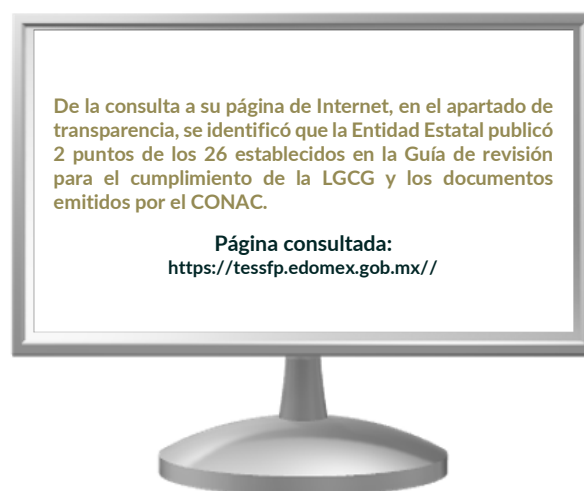 De la consulta a su página de Internet, en el apartado de
transparencia, se identificó que la Entidad Estatal publicó
2 puntos de los 26 establecidos en la Guía de revisión
para el cumplimiento de la LGCG y los documentos
emitidos por el CONAC.
Página consultada:
https://tessfp.edomex.gob.mx//